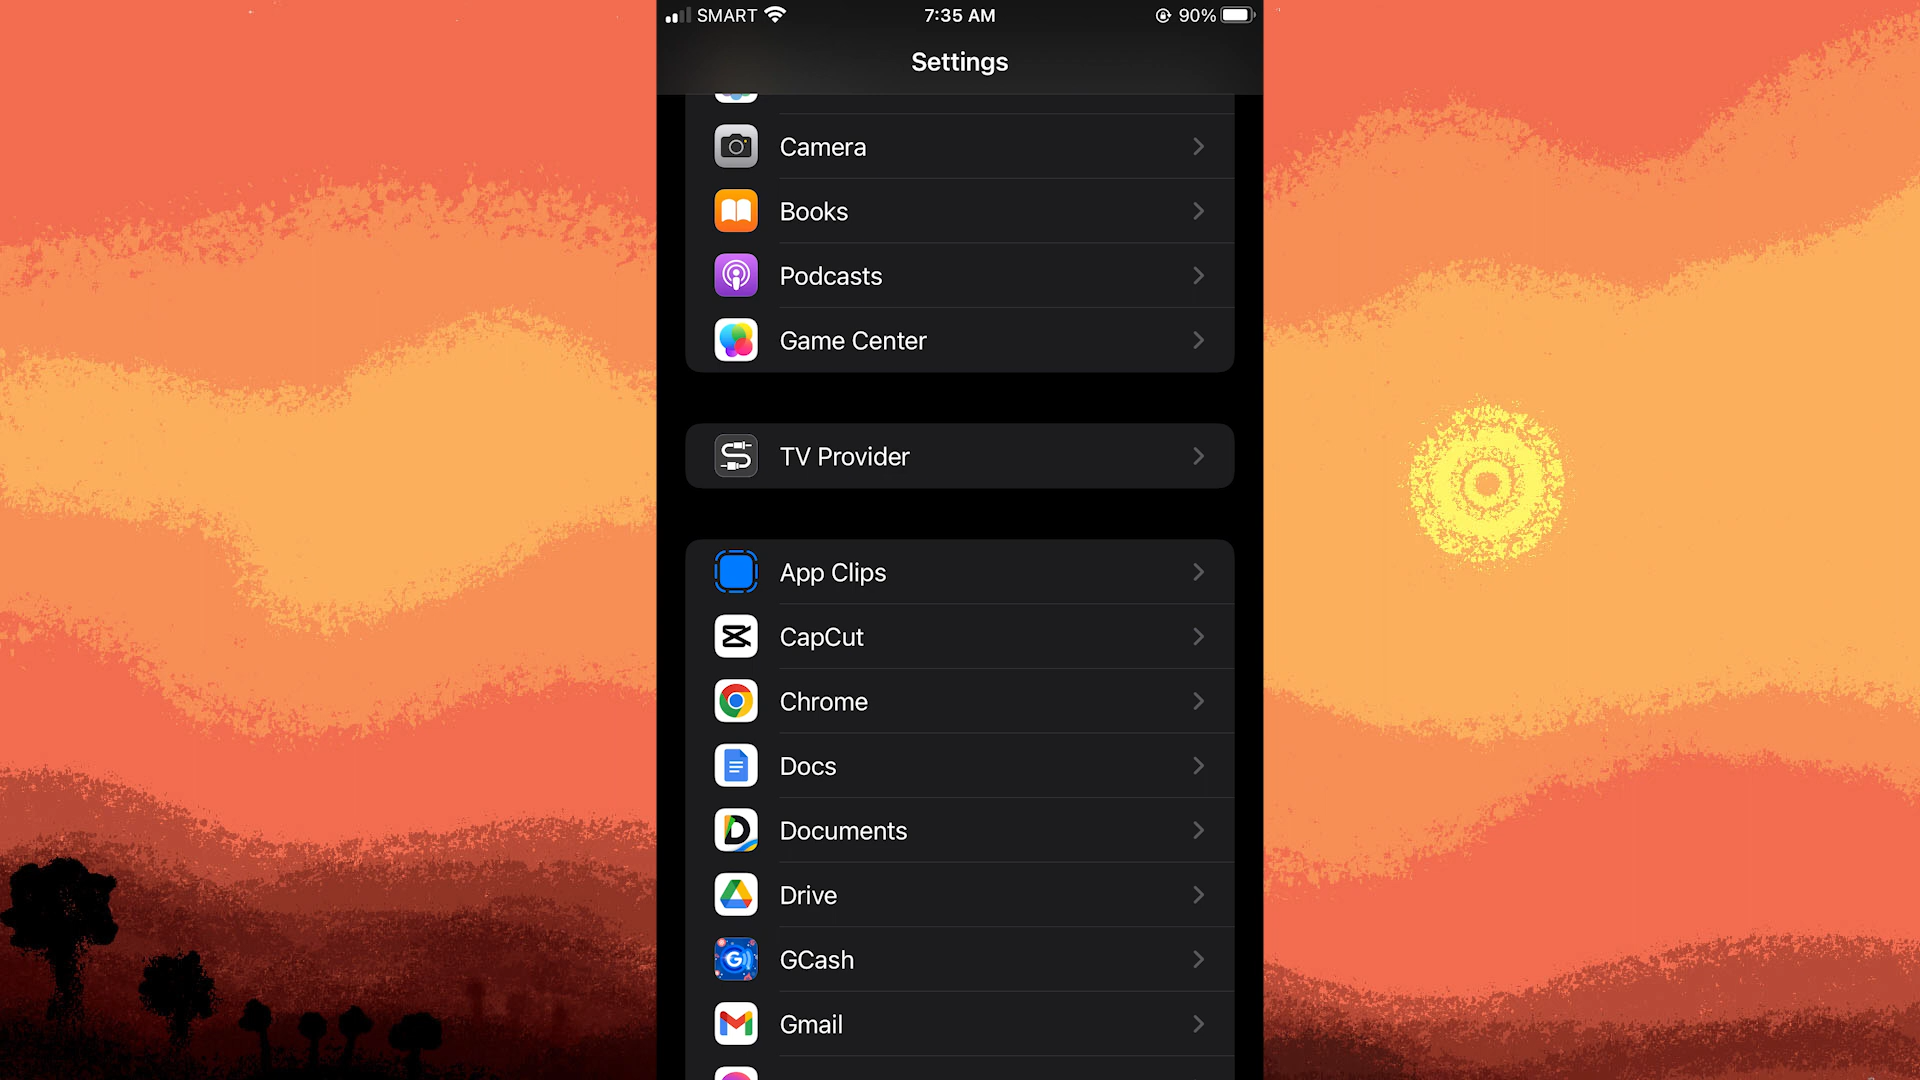 SMART 7:35 AM 90%
Settings
Camera
Books
Podcasts
Game Center
TV Provider
App Clips
CapCut
Chrome
Docs
Documents
Drive
GCash
Gmail